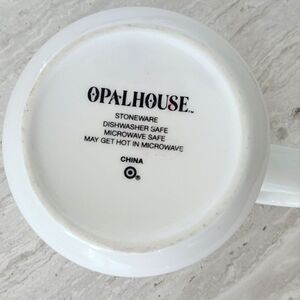 OPALHOUSE™
STONEWARE
DISHWASHER SAFE
MICROWAVE SAFE
MAY GET HOT IN MICROWAVE
CHINA
®